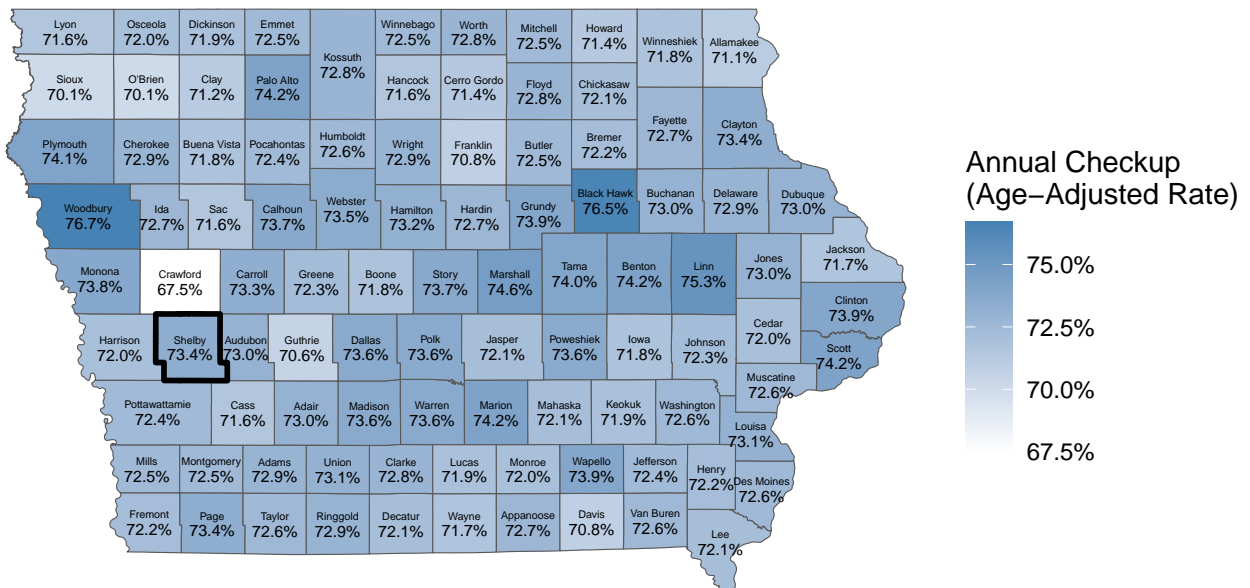 Lyon
71.6%
Osceola
72.0%
Dickinson
71.9%
Emmet
72.5%
Kossuth
72.8%
Winnebago
72.5%
Worth
72.8%
Mitchell
72.5%
Howard
71.4%
Winneshiek
71.8%
Allamakee
71.1%
Sioux
70.1%
O'Brien
70.1%
Clay
71.2%
Palo Alto
74.2%
Hancock
71.6%
Cerro Gordo
71.4%
Floyd
72.8%
Chickasaw
72.1%
Fayette
72.7%
Clayton
73.4%
Plymouth
74.1%
Cherokee
72.9%
Buena Vista
71.8%
Pocahontas
72.4%
Humboldt
72.6%
Wright
72.9%
Franklin
70.8%
Butler
72.5%
Bremer
72.2%
Woodbury
76.7%
Ida
72.7%
Sac
71.6%
Calhoun
73.7%
Webster
73.5%
Hamilton
73.2%
Hardin
72.7%
Grundy
73.9%
Black Hawk
76.5%
Buchanan
73.0%
Delaware
72.9%
Dubuque
73.0%
Monona
73.8%
Crawford
67.5%
Carroll
73.3%
Greene
72.3%
Boone
71.8%
Story
73.7%
Marshall
74.6%
Tama
74.0%
Benton
74.2%
Linn
75.3%
Jones
73.0%
Jackson
71.7%
Clinton
73.9%
Harrison
72.0%
Shelby
73.4%
Audubon
73.0%
Guthrie
70.6%
Dallas
73.6%
Polk
73.6%
Jasper
72.1%
Poweshiek
73.6%
Iowa
71.8%
Johnson
72.3%
Cedar
72.0%
Scott
74.2%
Muscatine
72.6%
Pottawattamie
72.4%
Cass
71.6%
Adair
73.0%
Madison
73.6%
Warren
73.6%
Marion
74.2%
Mahaska
72.1%
Keokuk
71.9%
Washington
72.6%
Louisa
73.1%
Mills
72.5%
Montgomery
72.5%
Adams
72.9%
Union
73.1%
Clarke
72.8%
Lucas
71.9%
Monroe
72.0%
Wapello
73.9%
Jefferson
72.4%
Henry
72.2%
Des Moines
72.6%
Fremont
72.2%
Page
73.4%
Taylor
72.6%
Ringgold
72.9%
Decatur
72.1%
Wayne
71.7%
Appanoose
72.7%
Davis
70.8%
Van Buren
72.6%
Lee
72.1%
Annual Checkup
(Age−Adjusted Rate)
75.0%
72.5%
70.0%
67.5%